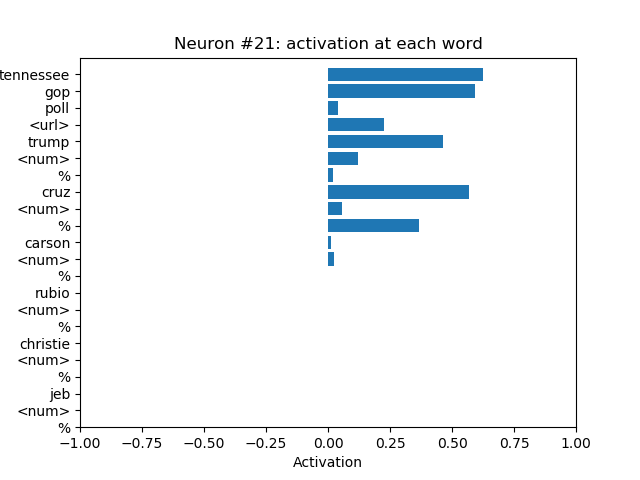 Neuron #21: activation at each word
tennessee
gop
poll
<url>
trump
<num>
%
cruz
<num>
%
carson
<num>
%
rubio
<num>
%
christie
<num>
%
jeb
<num>
%
−1.00 −0.75 −0.50 −0.25 0.00 0.25 0.50 0.75 1.00
Activation